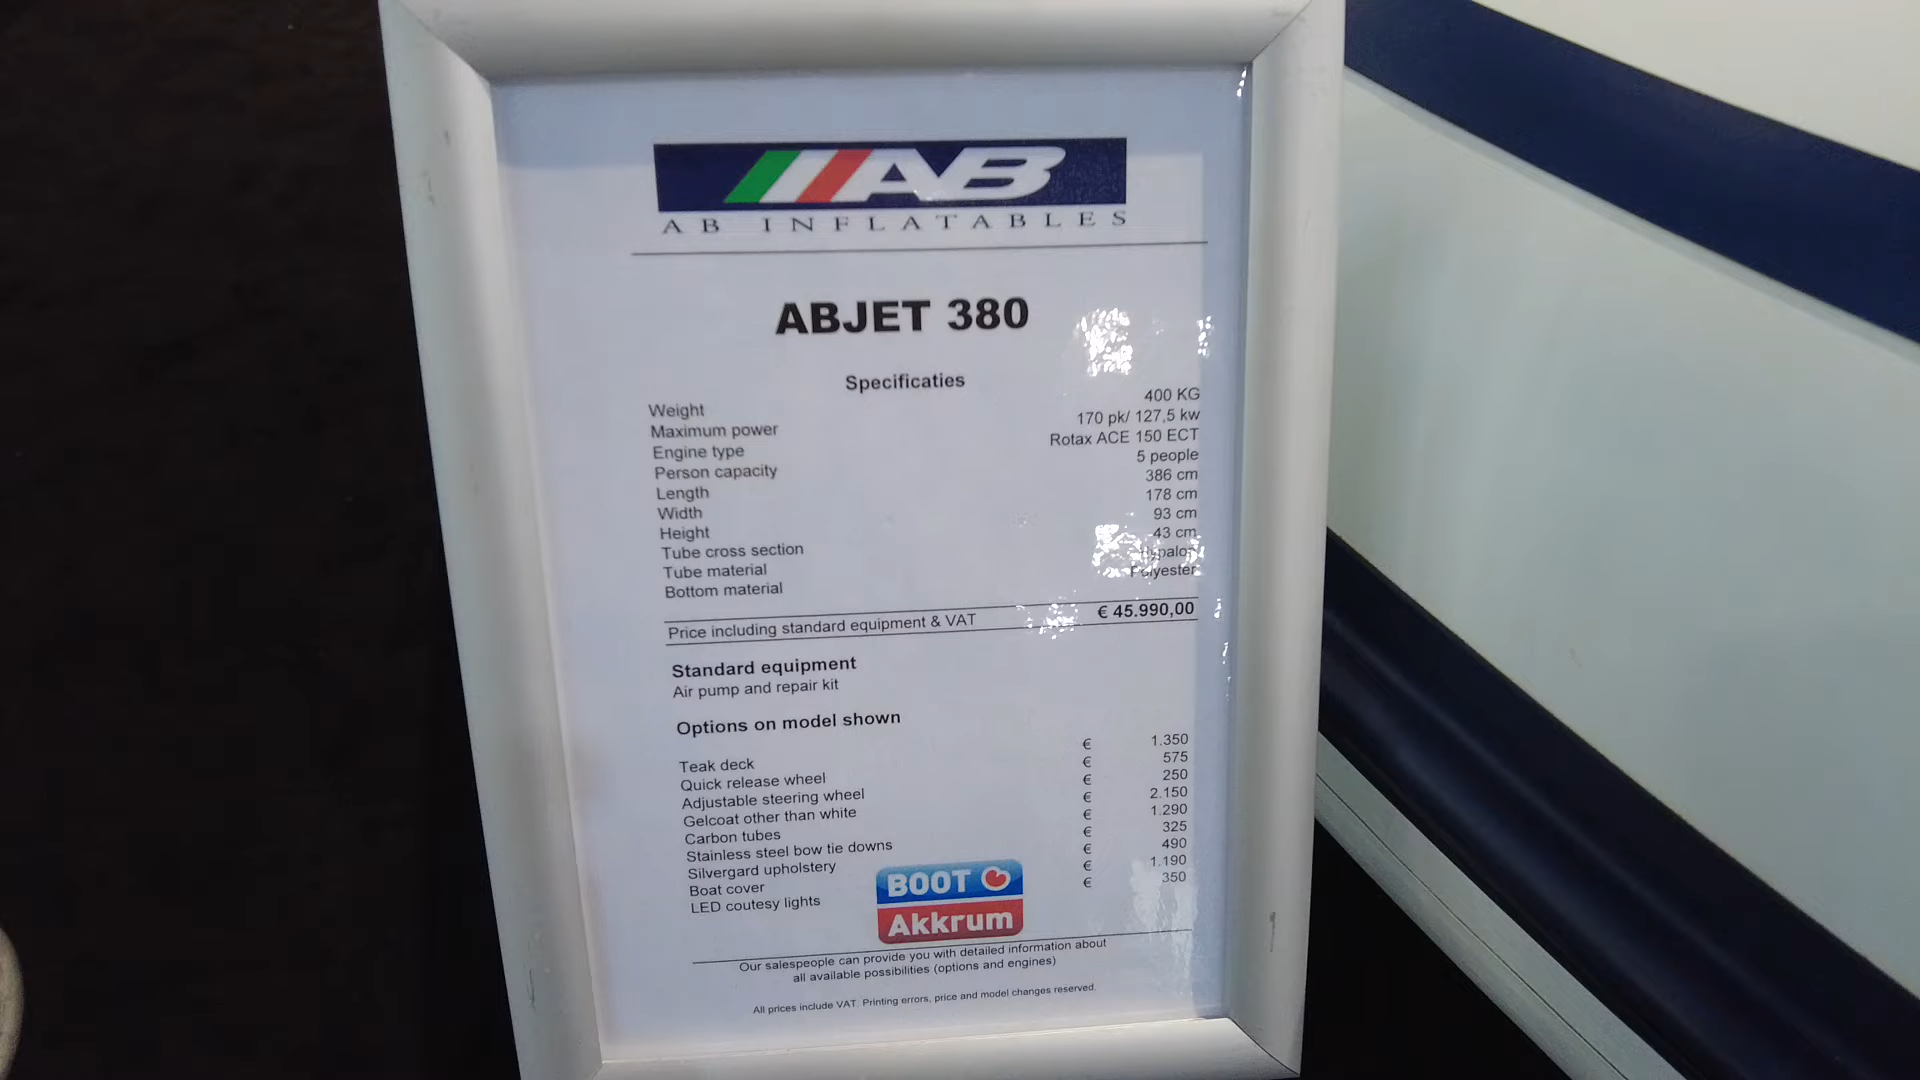 AB
AB INFLATABLES
ABJET 380
Specificaties
Weight 400 KG
Maximum power 170 pk/ 127,5 kw
Engine type Rotax ACE 150 ECT
Person capacity 5 people
Length 386 cm
Width 178 cm
Height 93 cm
Tube cross section 43 cm
Tube material
Bottom material Polyester
Price including standard equipment & VAT € 45.990,00
Standard equipment
Air pump and repair kit
Options on model shown
Teak deck € 1.350
Quick release wheel € 575
Adjustable steering wheel € 250
Gelcoat other than white € 2.150
Carbon tubes € 1.290
Stainless steel bow tie downs € 325
Silvergard upholstery € 490
Boat cover € 1.190
LED coutesy lights € 350
BOOT
Akkrum
Our salespeople can provide you with detailed information about
all available possibilities (options and engines)
All prices include VAT. Printing errors, price and model changes reserved.